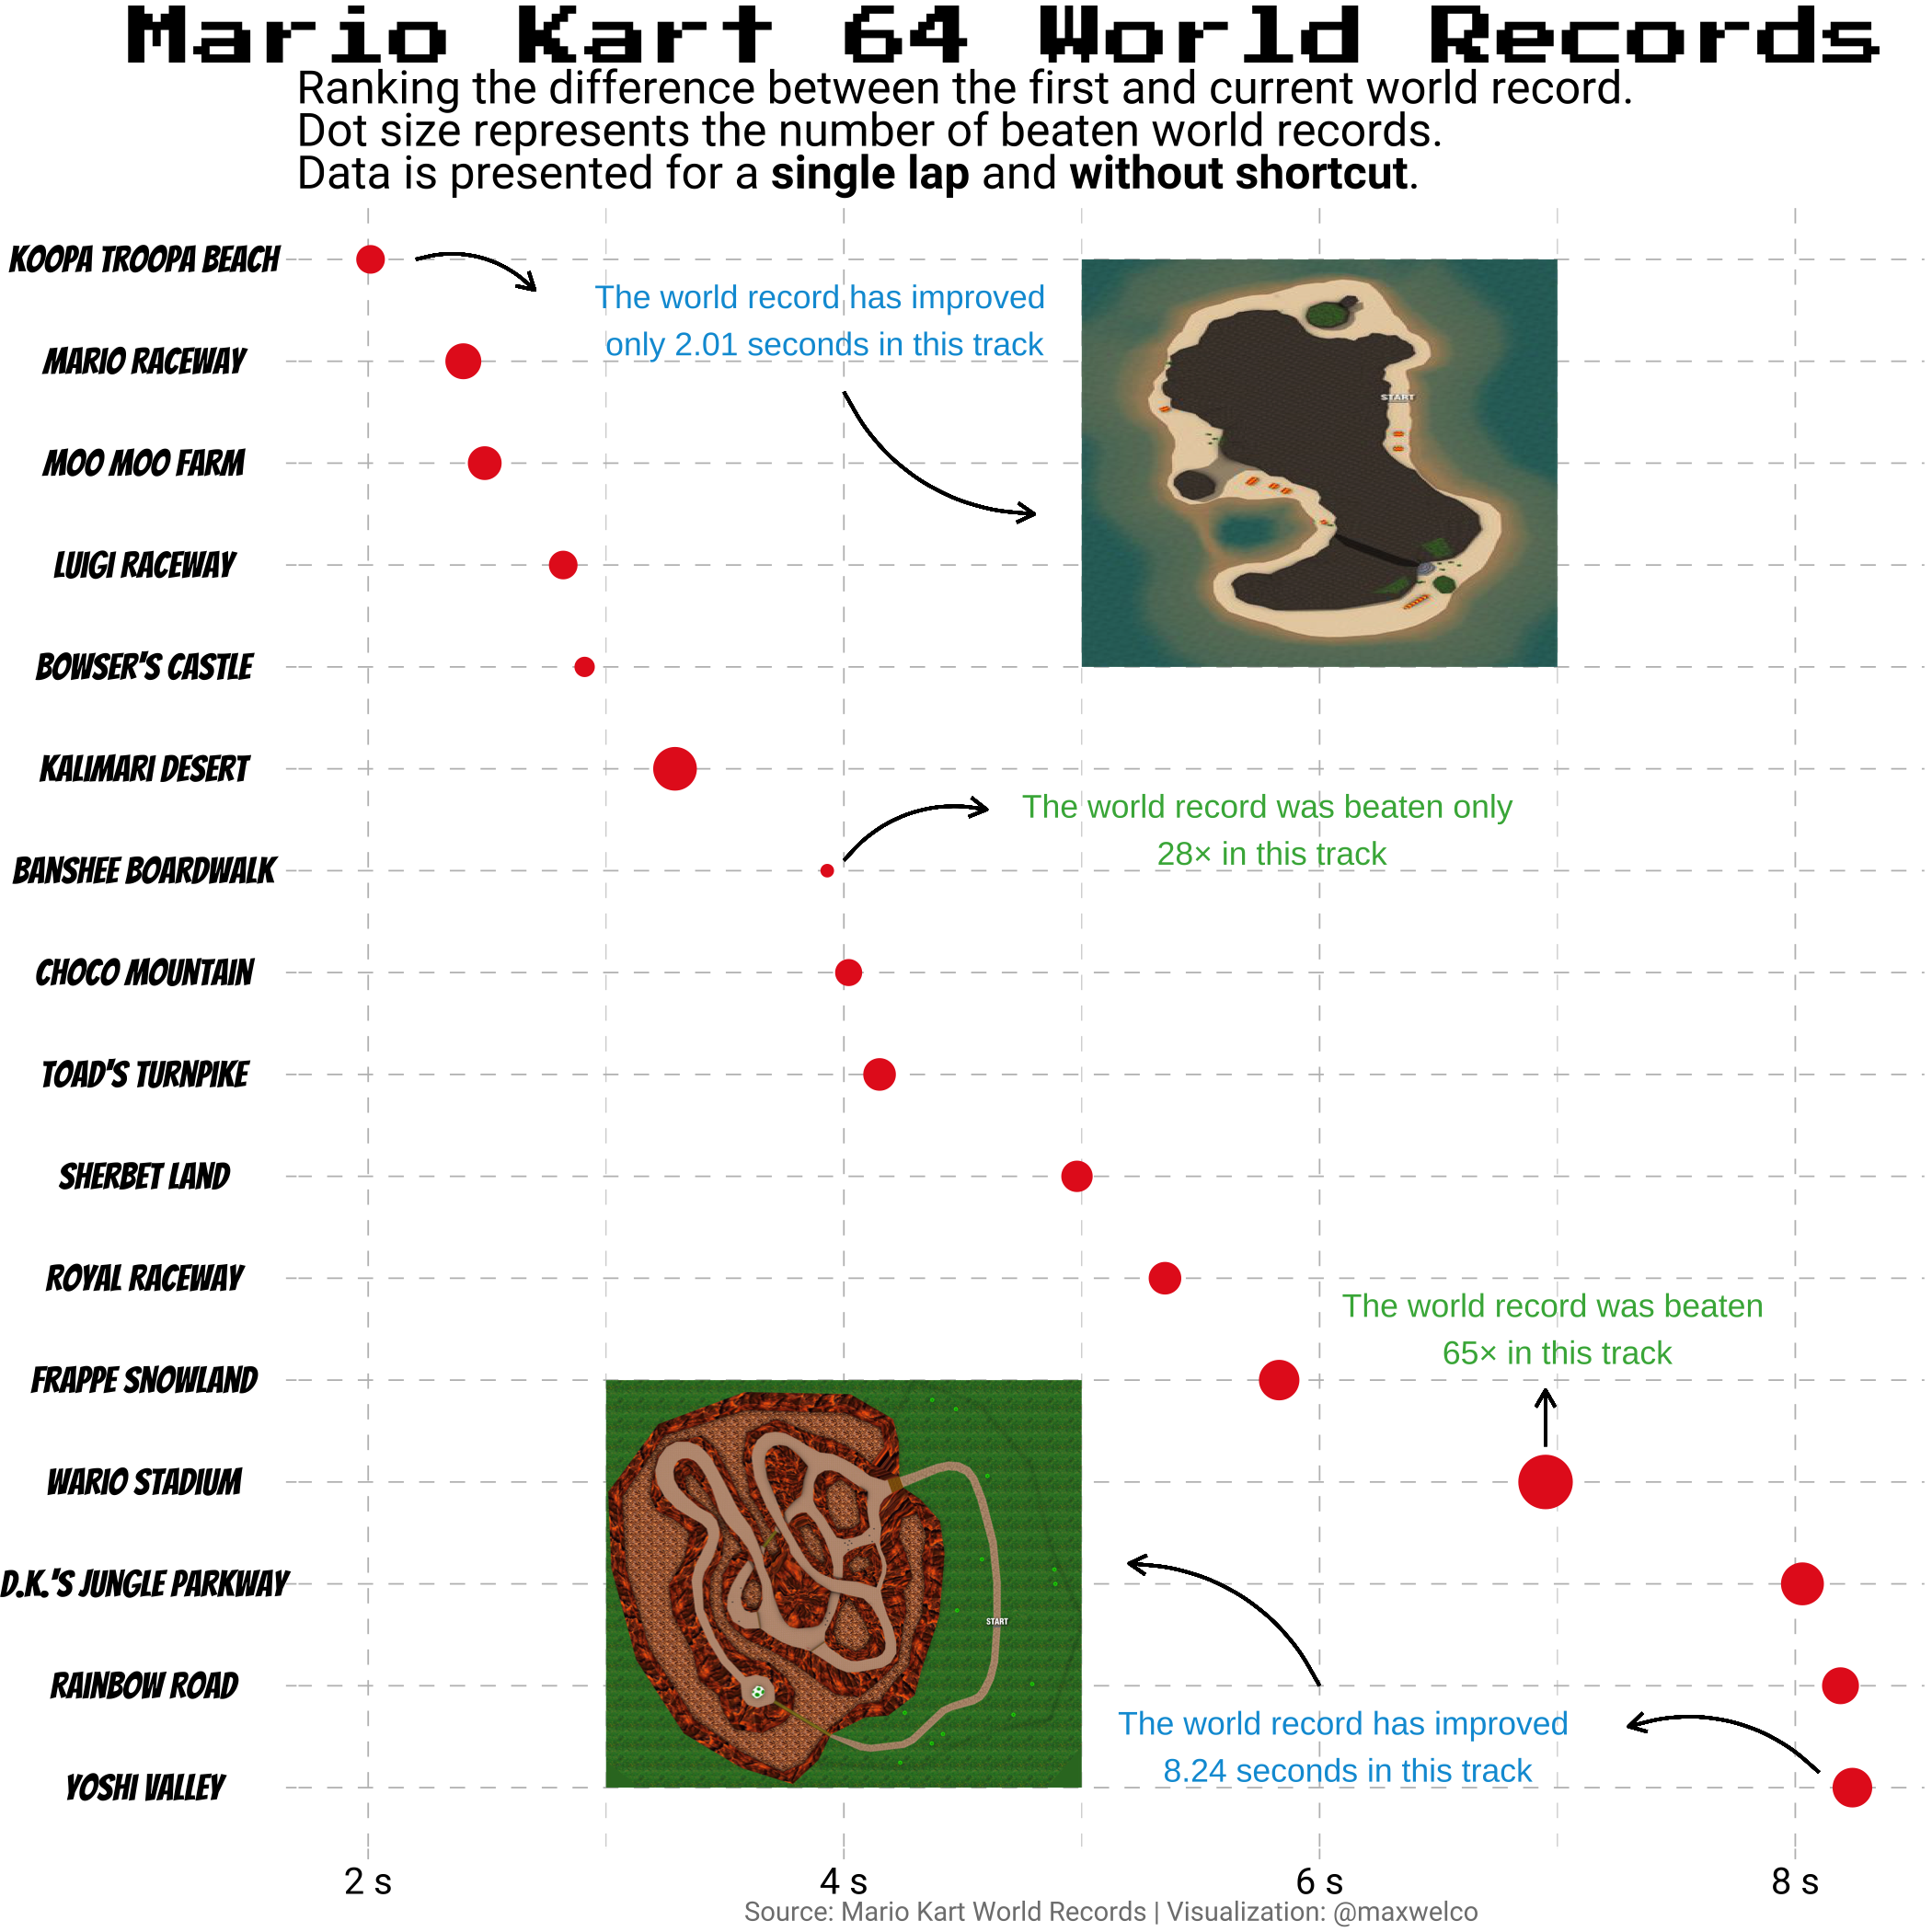 Mario Kart 64 World Records
Ranking the difference between the first and current world record.
Dot size represents the number of beaten world records.
Data is presented for a single lap and without shortcut.
KOOPA TROOPA BEACH
The world record has improved
only 2.01 seconds in this track
MARIO RACEWAY
START
MOO MOO FARM
LUIGI RACEWAY
BOWSER'S CASTLE
KALIMARI DESERT
The world record was beaten only
28× in this track
BANSHEE BOARDWALK
CHOCO MOUNTAIN
TOAD'S TURNPIKE
SHERBET LAND
ROYAL RACEWAY
The world record was beaten
65× in this track
FRAPPE SNOWLAND
WARIO STADIUM
D.K.'S JUNGLE PARKWAY
START
RAINBOW ROAD
The world record has improved
8.24 seconds in this track
YOSHI VALLEY
2 s 4 s 6 s 8 s
Source: Mario Kart World Records | Visualization: @maxwelco